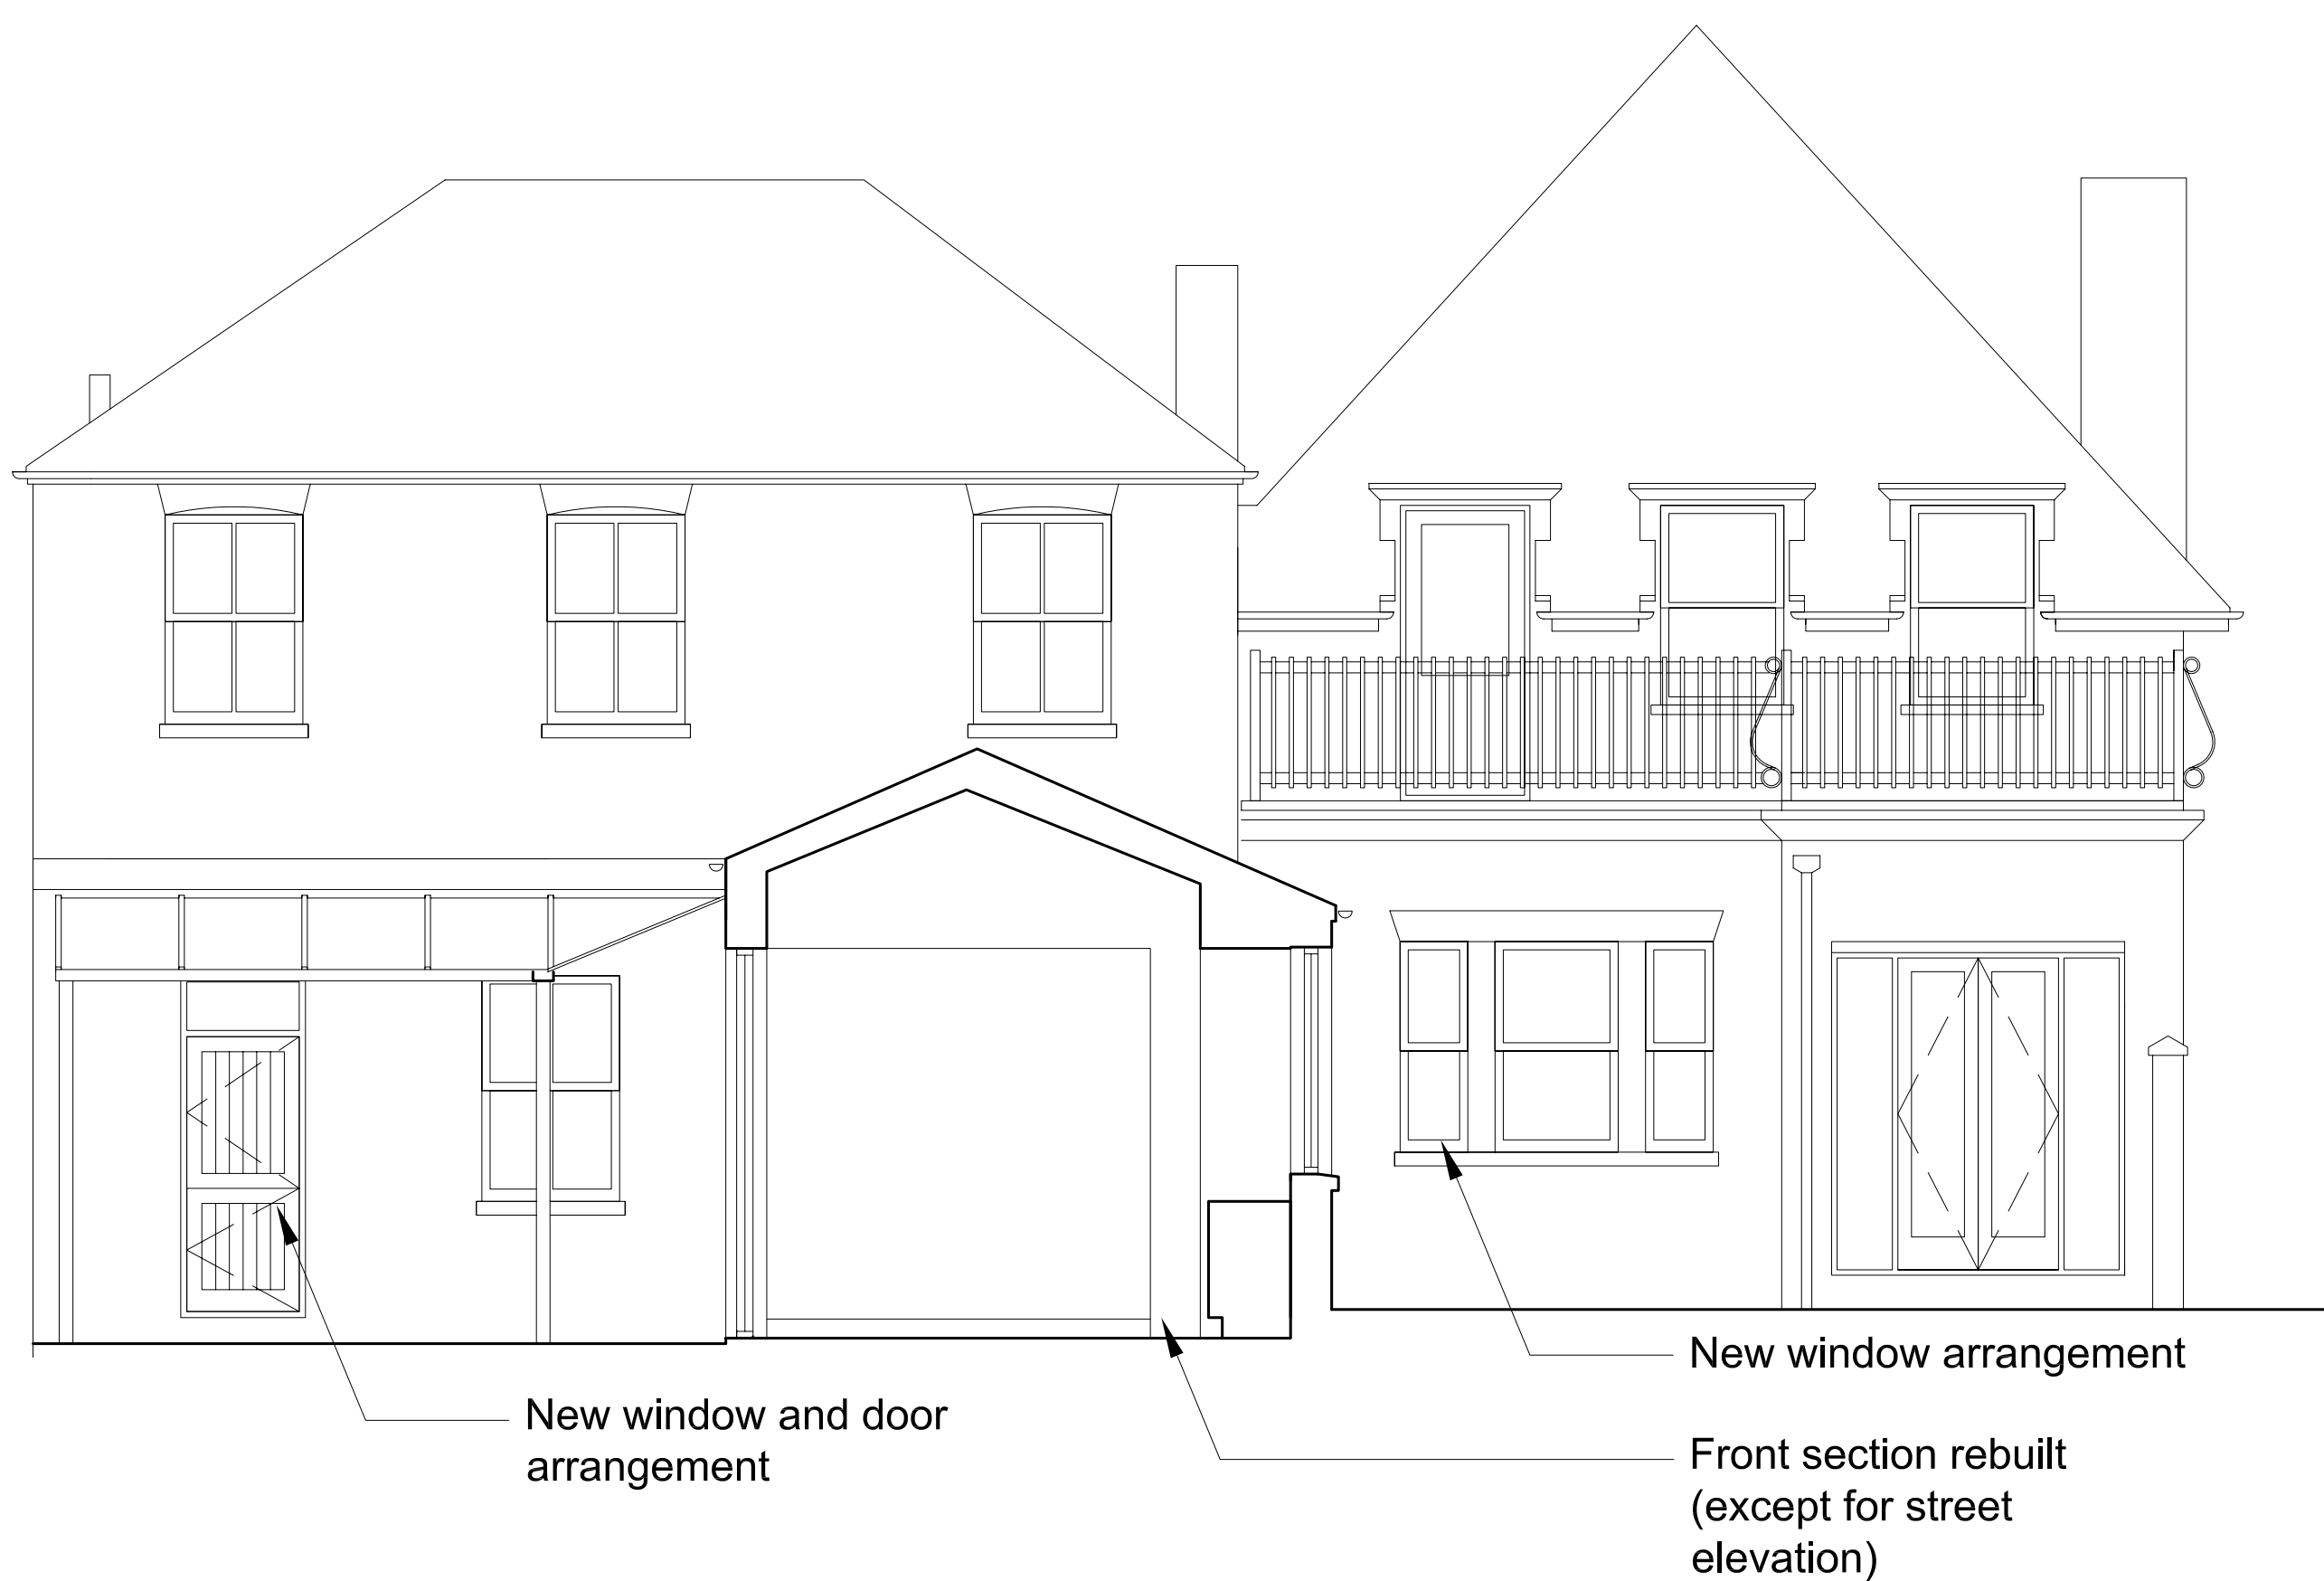 New window arrangement
New window and door
arrangement
Front section rebuilt
(except for street
elevation)